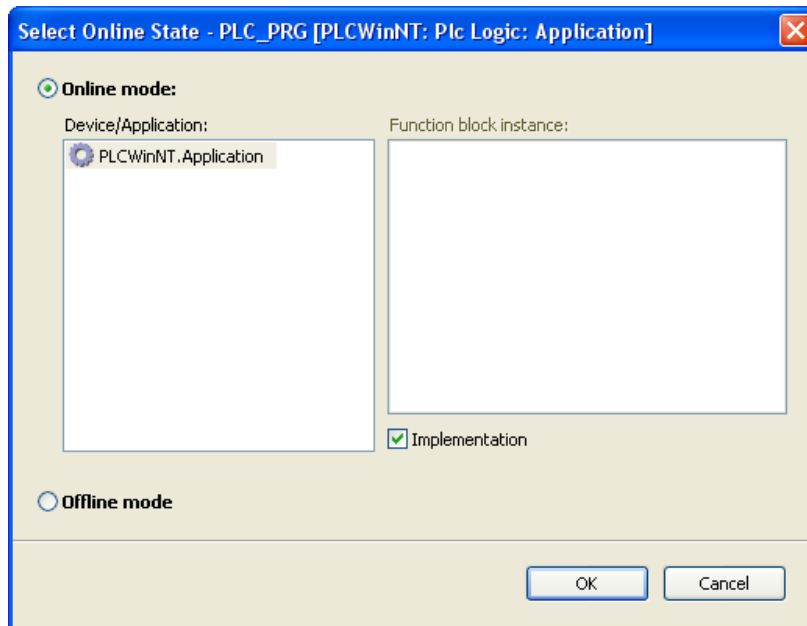 Select Online State - PLC_PRG [PLCWinNT: Plc Logic: Application]
Online mode:
Device/Application:
PLCWinNT.Application
Function block instance:
Implementation
Offline mode
OK
Cancel